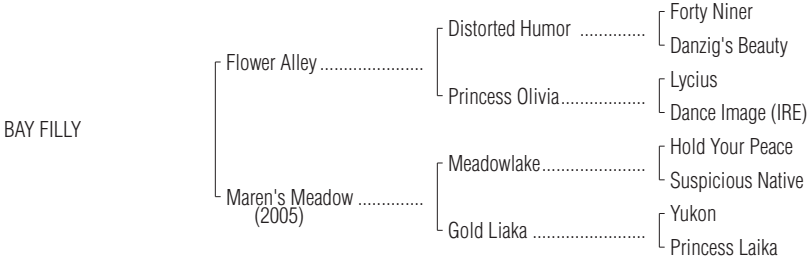 Forty Niner
Distorted Humor ..............
Danzig's Beauty
Flower Alley ......................
Lycius
Princess Olivia..................
Dance Image (IRE)
BAY FILLY
Hold Your Peace
Meadowlake......................
Suspicious Native
Maren's Meadow ..............
(2005)
Yukon
Gold Liaka ........................
Princess Laika